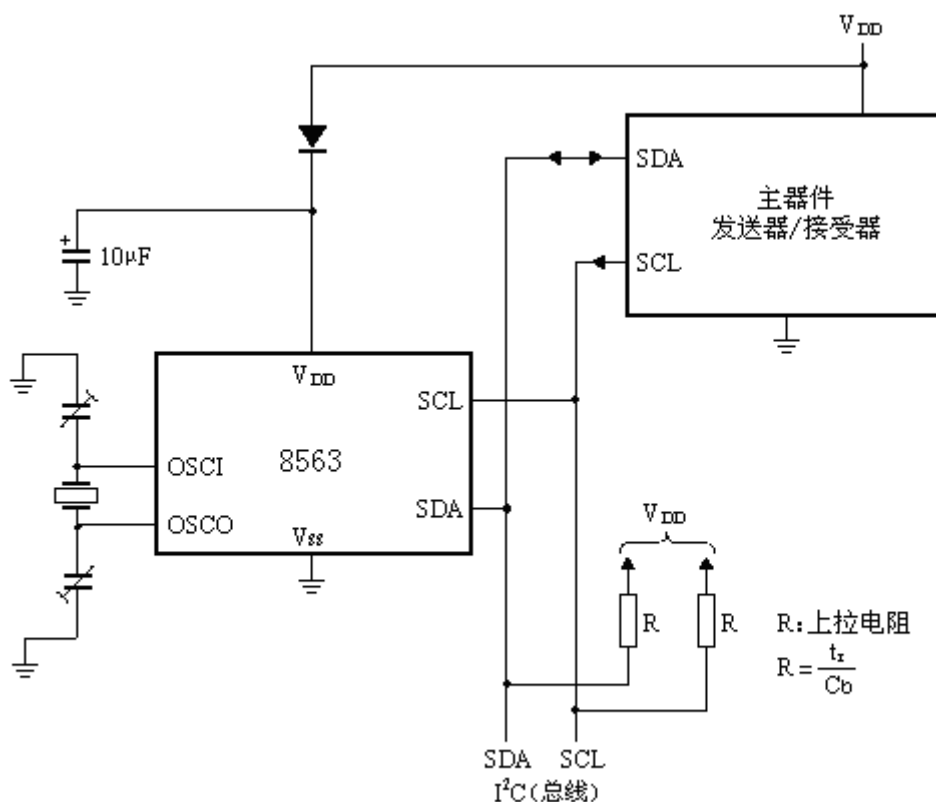 VDD
SDA
主器件
发送器/接受器
SCL
+
10μF
VDD
SCL
OSCI
8563
SDA
OSCO
Vss
VDD
R
R
R:上拉电阻
R=tr/Cb
SDA
SCL
I²C(总线)